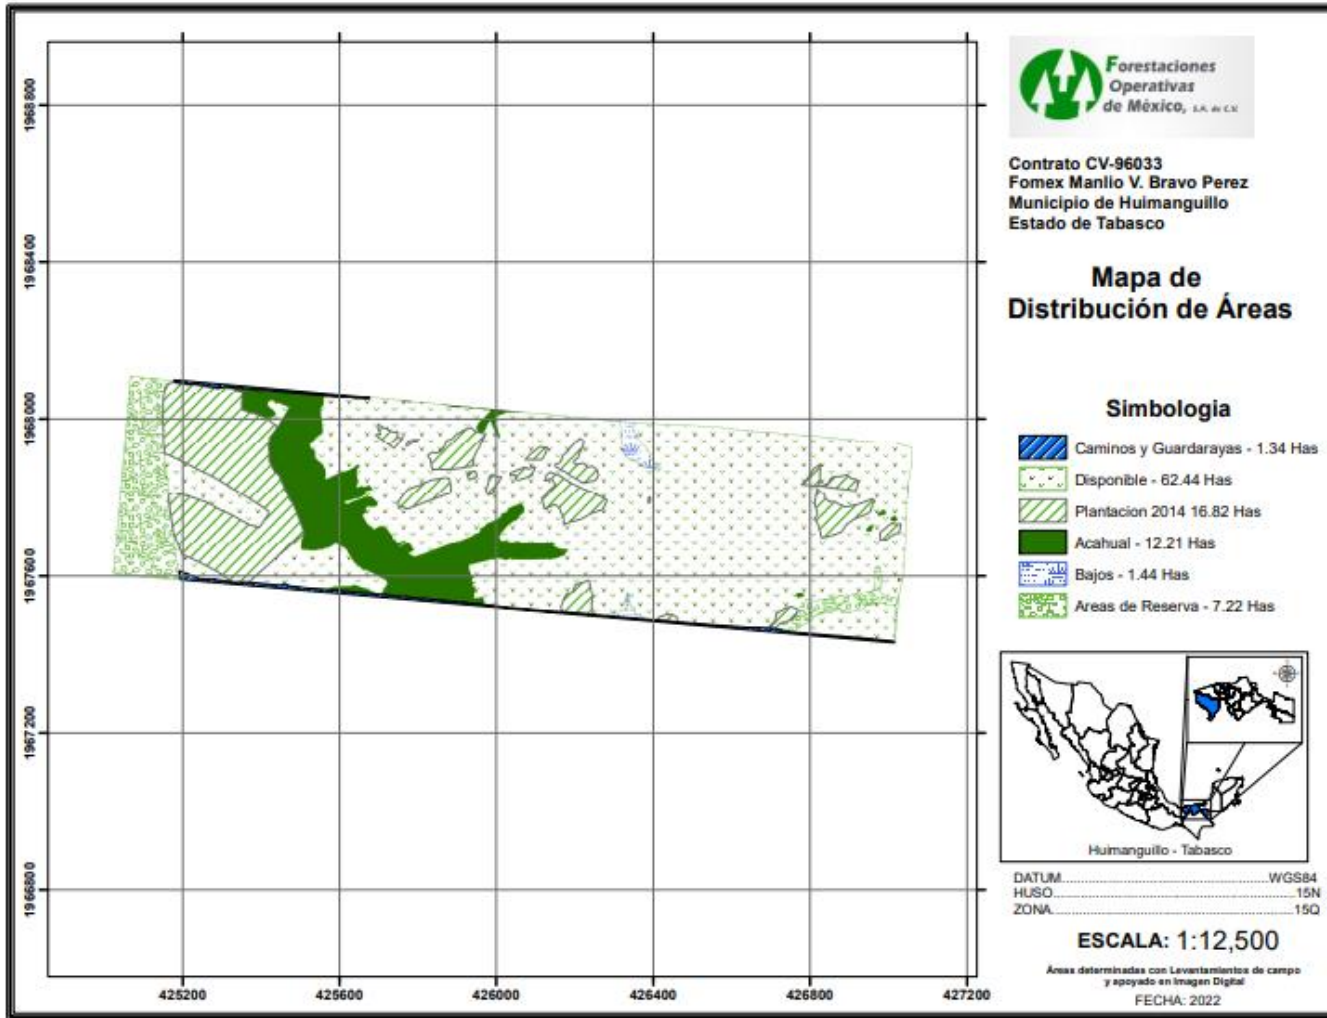 Forestaciones
Operativas
de México, S.A. de C.V.
Contrato CV-96033
Fomex Manlio V. Bravo Perez
Municipio de Huimanguillo
Estado de Tabasco
Mapa de
Distribución de Áreas
Simbologia
Caminos y Guardarayas - 1.34 Has
Disponible - 62.44 Has
Plantacion 2014 16.82 Has
Acahual - 12.21 Has
Bajos - 1.44 Has
Areas de Reserva - 7.22 Has
Huimanguillo - Tabasco
DATUM..........WGS84
HUSO..........15N
ZONA..........15Q
ESCALA: 1:12,500
Áreas determinadas con Levantamientos de campo
y apoyado en Imagen Digital
FECHA: 2022
1968800
1968400
1968000
1967600
1967200
1966800
425200
425600
426000
426400
426800
427200